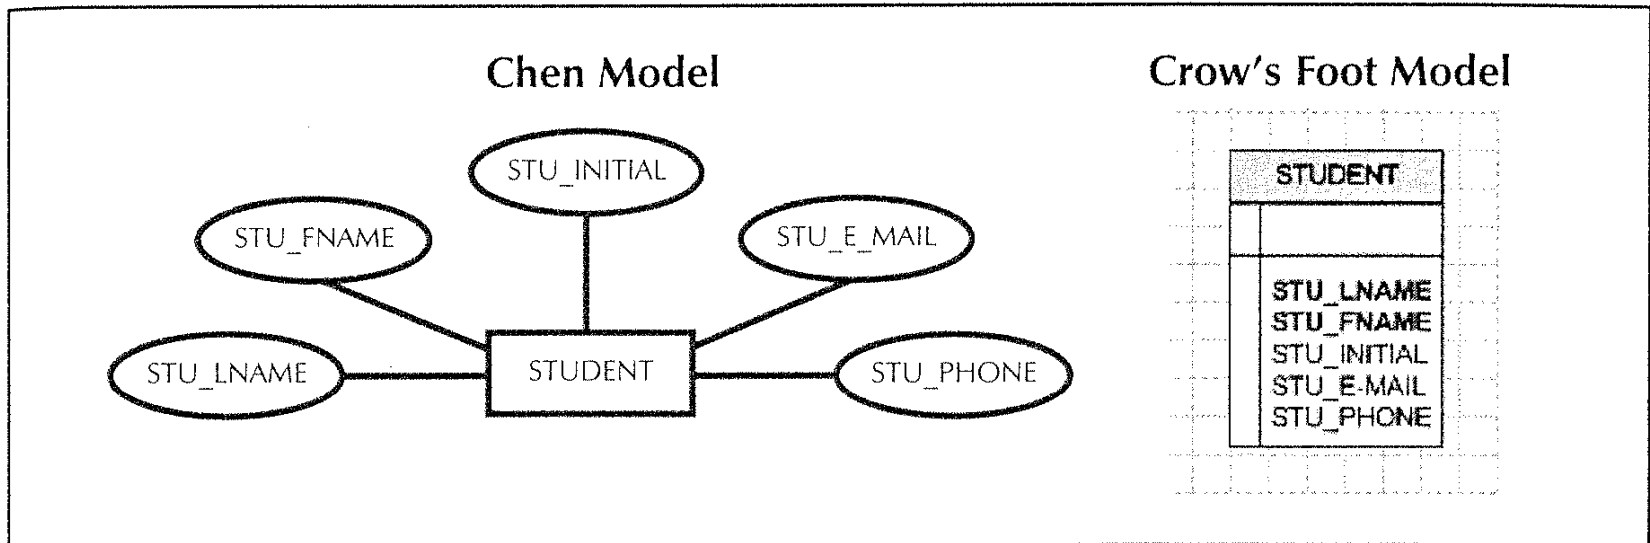 Chen Model
Crow's Foot Model
STU_INITIAL
STU_FNAME
STU_E_MAIL
STU_LNAME
STUDENT
STU_PHONE
STUDENT
STU_LNAME
STU_FNAME
STU_INITIAL
STU_E-MAIL
STU_PHONE